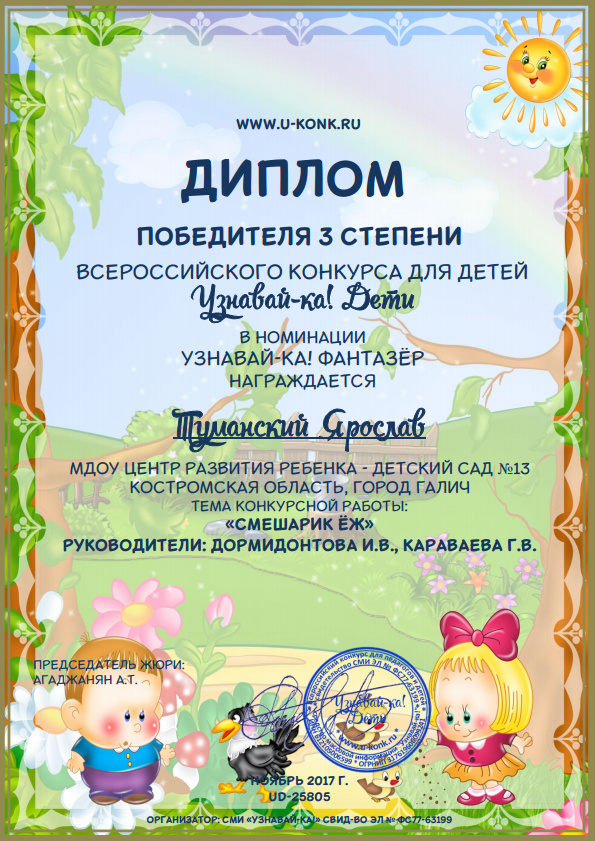 WWW.U-KONK.RU
ДИПЛОМ
ПОБЕДИТЕЛЯ 3 СТЕПЕНИ
ВСЕРОССИЙСКОГО КОНКУРСА ДЛЯ ДЕТЕЙ
Узнавай-ка! Дети
В НОМИНАЦИИ
УЗНАВАЙ-КА! ФАНТАЗЁР
НАГРАЖДАЕТСЯ
Туманский Ярослав
МДОУ ЦЕНТР РАЗВИТИЯ РЕБЕНКА - ДЕТСКИЙ САД №13
КОСТРОМСКАЯ ОБЛАСТЬ, ГОРОД ГАЛИЧ
ТЕМА КОНКУРСНОЙ РАБОТЫ:
«СМЕШАРИК ЁЖ»
РУКОВОДИТЕЛИ: ДОРМИДОНТОВА И.В., КАРАВАЕВА Г.В.
ПРЕДСЕДАТЕЛЬ ЖЮРИ:
АГАДЖАНЯН А.Т.
Узнавай-ка!
Дети
www.u-konk.ru
НОЯБРЬ 2017 Г.
UD-25805
ОРГАНИЗАТОР: СМИ «УЗНАВАЙ-КА!» СВИД-ВО ЭЛ № ФС77-63199